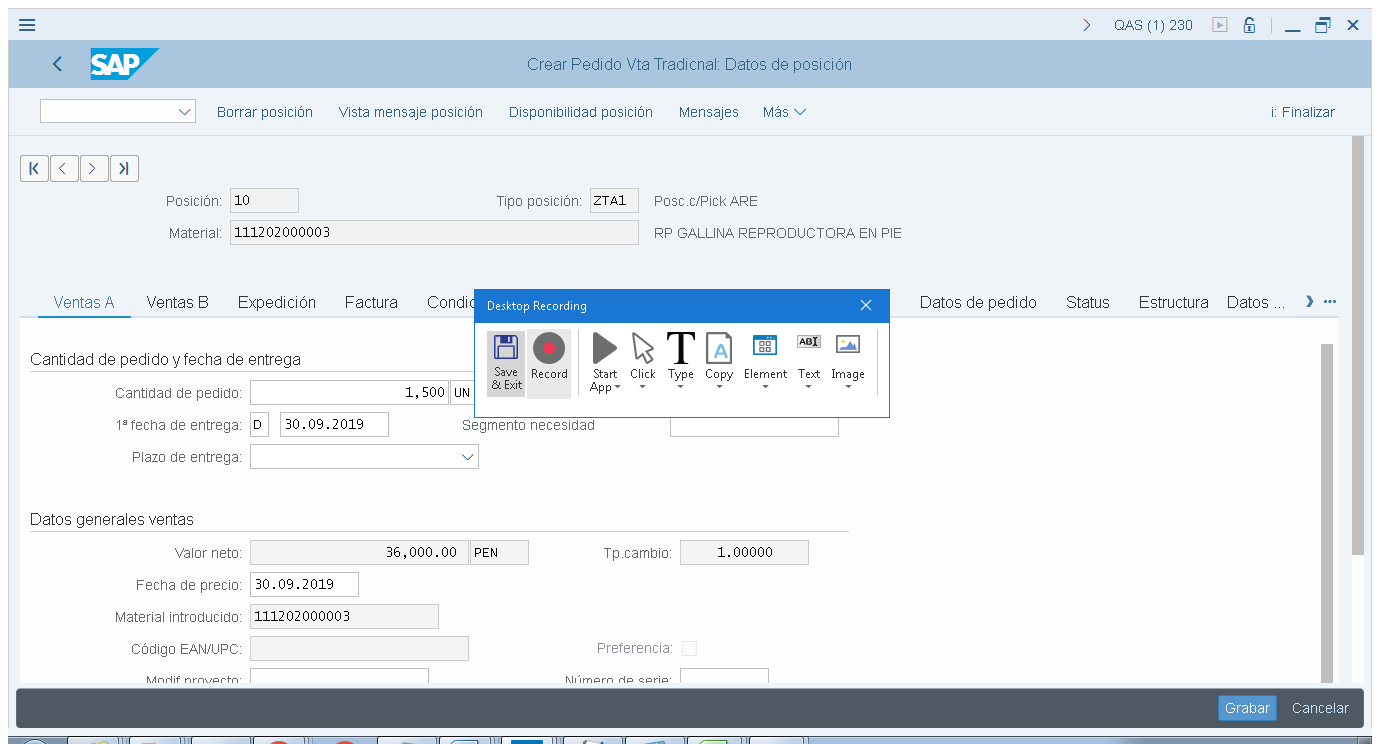 QAS (1) 230
SAP
Crear Pedido Vta Tradicnal: Datos de posición
Borrar posición Vista mensaje posición Disponibilidad posición Mensajes Más i: Finalizar
Posición: 10 Tipo posición: ZTA1 Posc.c/Pick ARE
Material: 111202000003 RP GALLINA REPRODUCTORA EN PIE
Ventas A Ventas B Expedición Factura Condic Datos de pedido Status Estructura Datos ...
Desktop Recording
Save & Exit Record Start App Click Type Copy Element Text Image
Cantidad de pedido y fecha de entrega
Cantidad de pedido: 1,500 UN
1ª fecha de entrega: D 30.09.2019 Segmento necesidad
Plazo de entrega:
Datos generales ventas
Valor neto: 36,000.00 PEN Tp.cambio: 1.00000
Fecha de precio: 30.09.2019
Material introducido: 111202000003
Código EAN/UPC: Preferencia:
Modif proyecto: Número de serie:
Grabar Cancelar